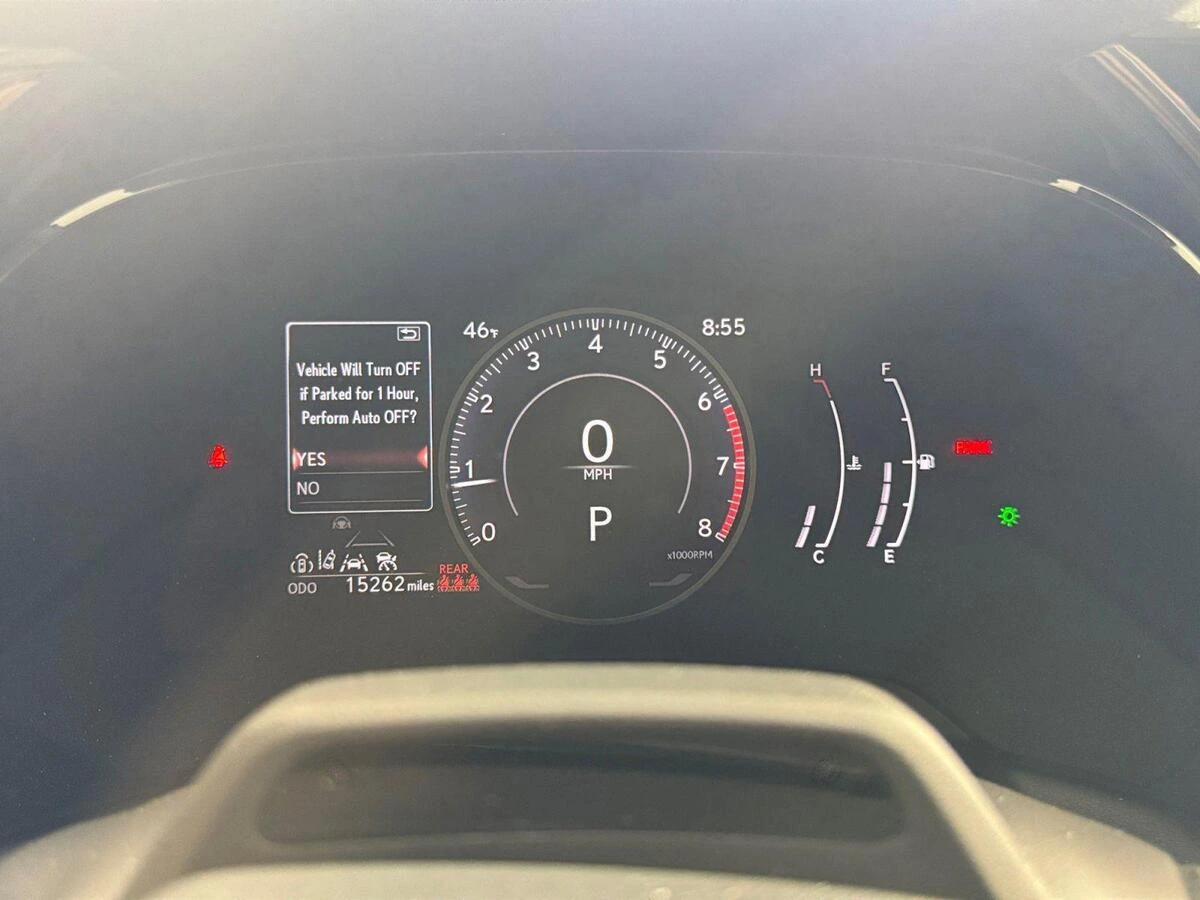 46°F
8:55
Vehicle Will Turn OFF
if Parked for 1 Hour,
Perform Auto OFF?
YES
NO
ODO 15262 miles
REAR
0
1
2
3
4
5
6
7
8
x1000RPM
0
MPH
P
H
C
F
E
PARK